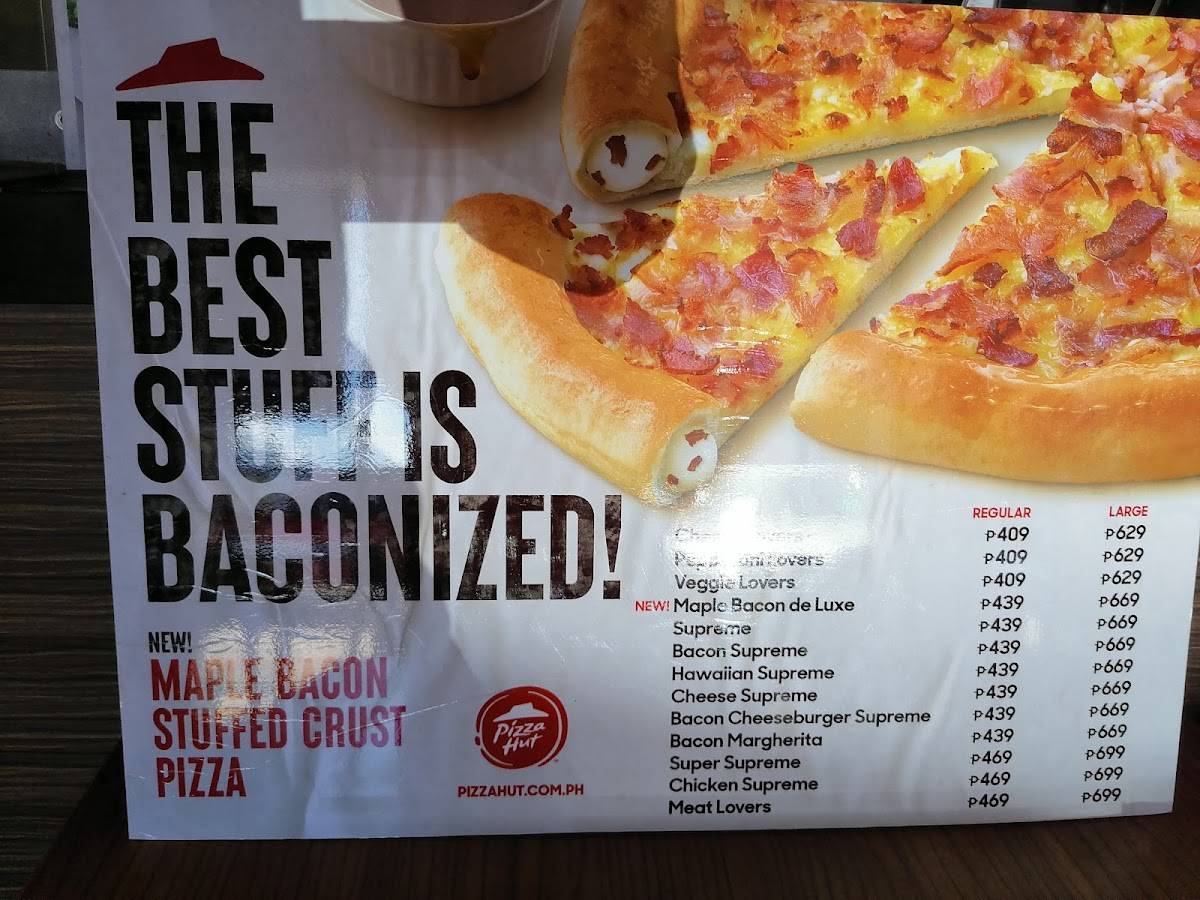 THE
BEST
STUFF IS
BACONIZED!
NEW!
MAPLE BACON
STUFFED CRUST
PIZZA
Pizza
Hut
PIZZAHUT.COM.PH
REGULAR LARGE
Cheese Lovers ₱409 ₱629
Pepperoni Lovers ₱409 ₱629
Veggie Lovers ₱409 ₱629
NEW! Maple Bacon de Luxe ₱439 ₱669
Supreme ₱439 ₱669
Bacon Supreme ₱439 ₱669
Hawaiian Supreme ₱439 ₱669
Cheese Supreme ₱439 ₱669
Bacon Cheeseburger Supreme ₱439 ₱669
Bacon Margherita ₱439 ₱669
Super Supreme ₱469 ₱699
Chicken Supreme ₱469 ₱699
Meat Lovers ₱469 ₱699